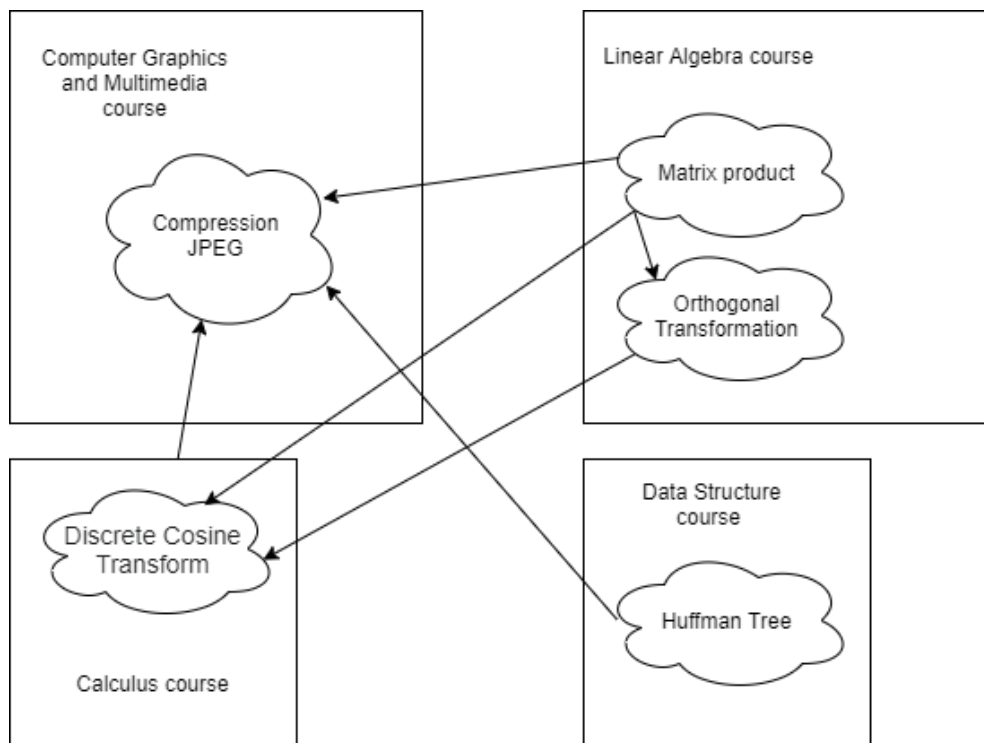 Computer Graphics
and Multimedia
course
Compression
JPEG
Linear Algebra course
Matrix product
Orthogonal
Transformation
Discrete Cosine
Transform
Calculus course
Data Structure
course
Huffman Tree